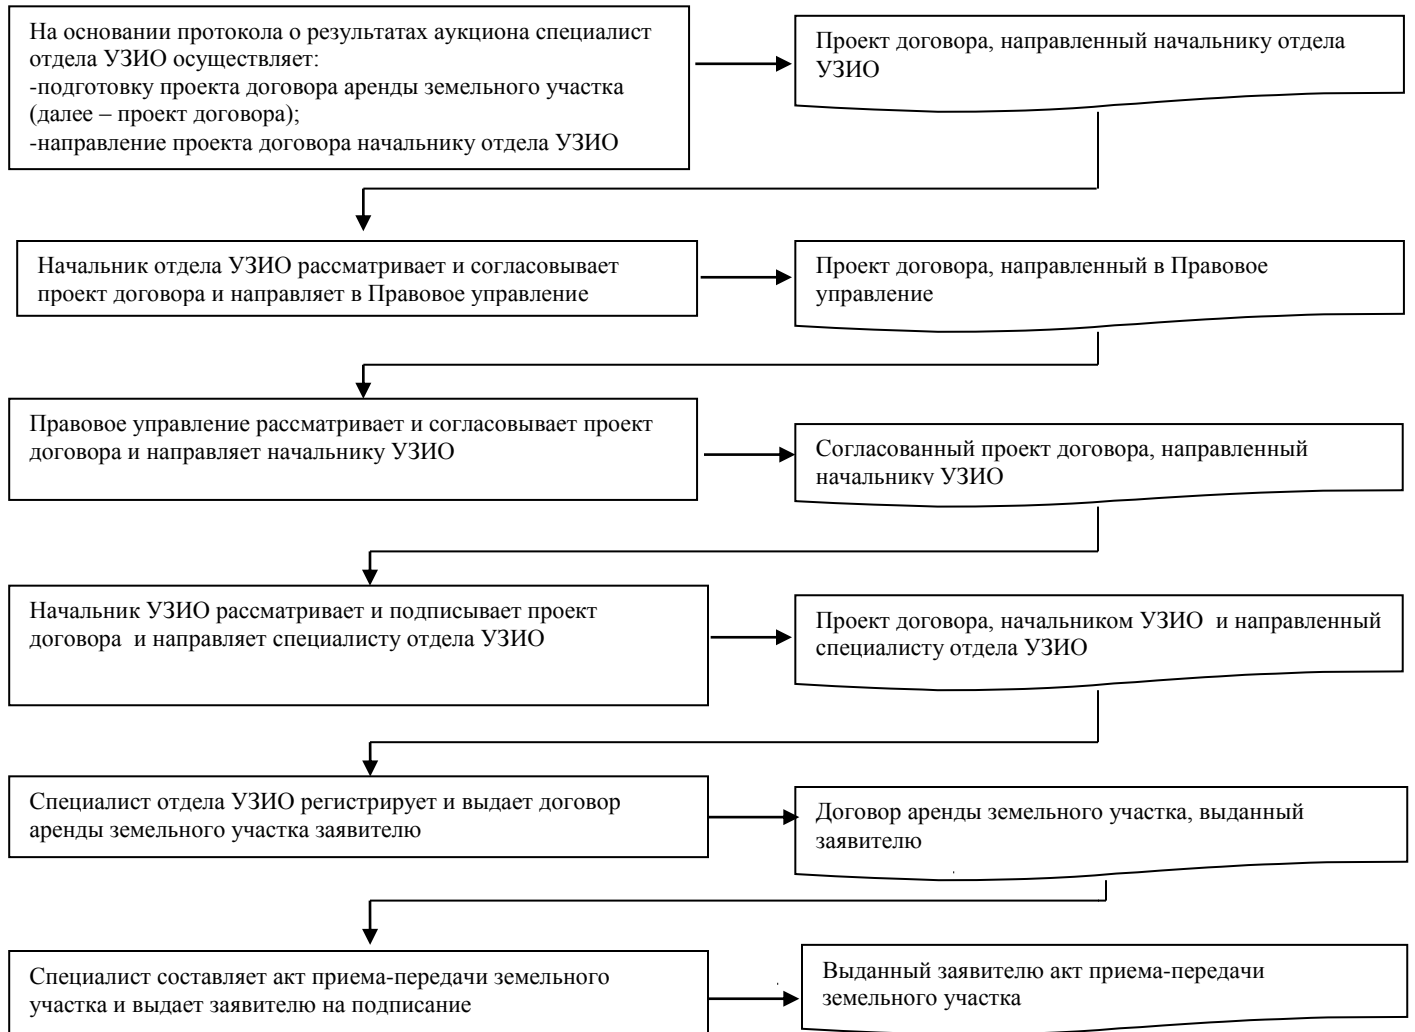 На основании протокола о результатах аукциона специалист
отдела УЗИО осуществляет:
-подготовку проекта договора аренды земельного участка
(далее – проект договора);
-направление проекта договора начальнику отдела УЗИО
Проект договора, направленный начальнику отдела
УЗИО
Начальник отдела УЗИО рассматривает и согласовывает
проект договора и направляет в Правовое управление
Проект договора, направленный в Правовое
управление
Правовое управление рассматривает и согласовывает проект
договора и направляет начальнику УЗИО
Согласованный проект договора, направленный
начальнику УЗИО
Начальник УЗИО рассматривает и подписывает проект
договора  и направляет специалисту отдела УЗИО
Проект договора, начальником УЗИО  и направленный
специалисту отдела УЗИО
Специалист отдела УЗИО регистрирует и выдает договор
аренды земельного участка заявителю
Договор аренды земельного участка, выданный
заявителю
Специалист составляет акт приема-передачи земельного
участка и выдает заявителю на подписание
Выданный заявителю акт приема-передачи
земельного участка